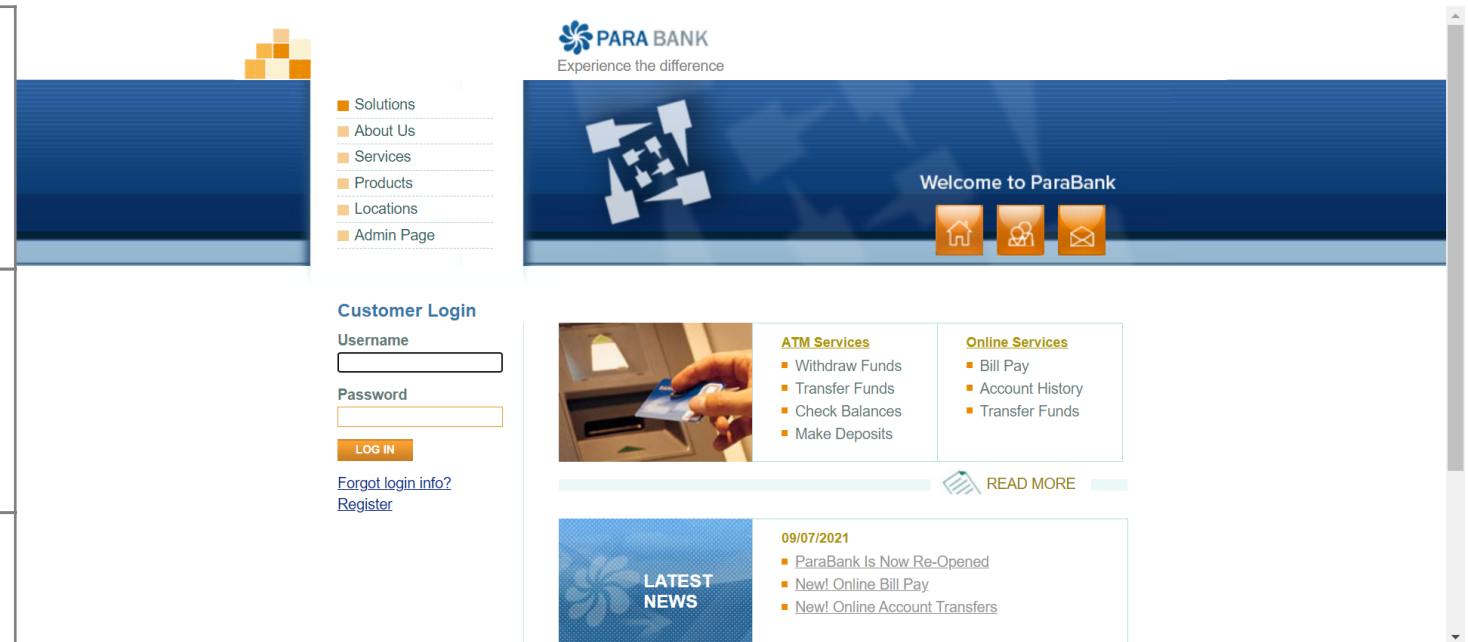 PARA BANK
Experience the difference
Solutions
About Us
Services
Products
Locations
Admin Page
Welcome to ParaBank
Customer Login
Username
Password
LOG IN
Forgot login info?
Register
ATM Services
Withdraw Funds
Transfer Funds
Check Balances
Make Deposits
Online Services
Bill Pay
Account History
Transfer Funds
READ MORE
LATEST
NEWS
09/07/2021
ParaBank Is Now Re-Opened
New! Online Bill Pay
New! Online Account Transfers